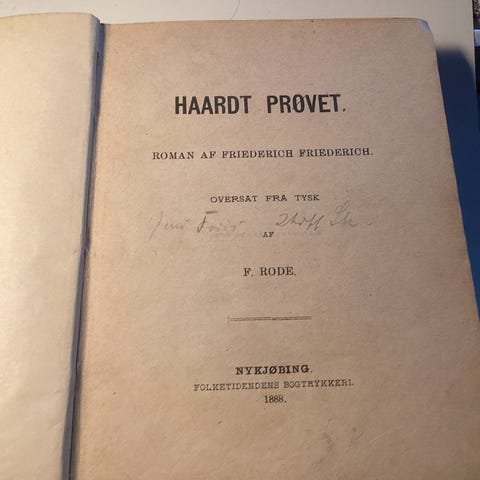 HAARDT PRØVET.
ROMAN AF FRIEDERICH FRIEDERICH.
OVERSAT FRA TYSK
AF
F. RODE.
NYKJØBING.
FOLKETIDENDENS BOGTRYKKERI.
1888.